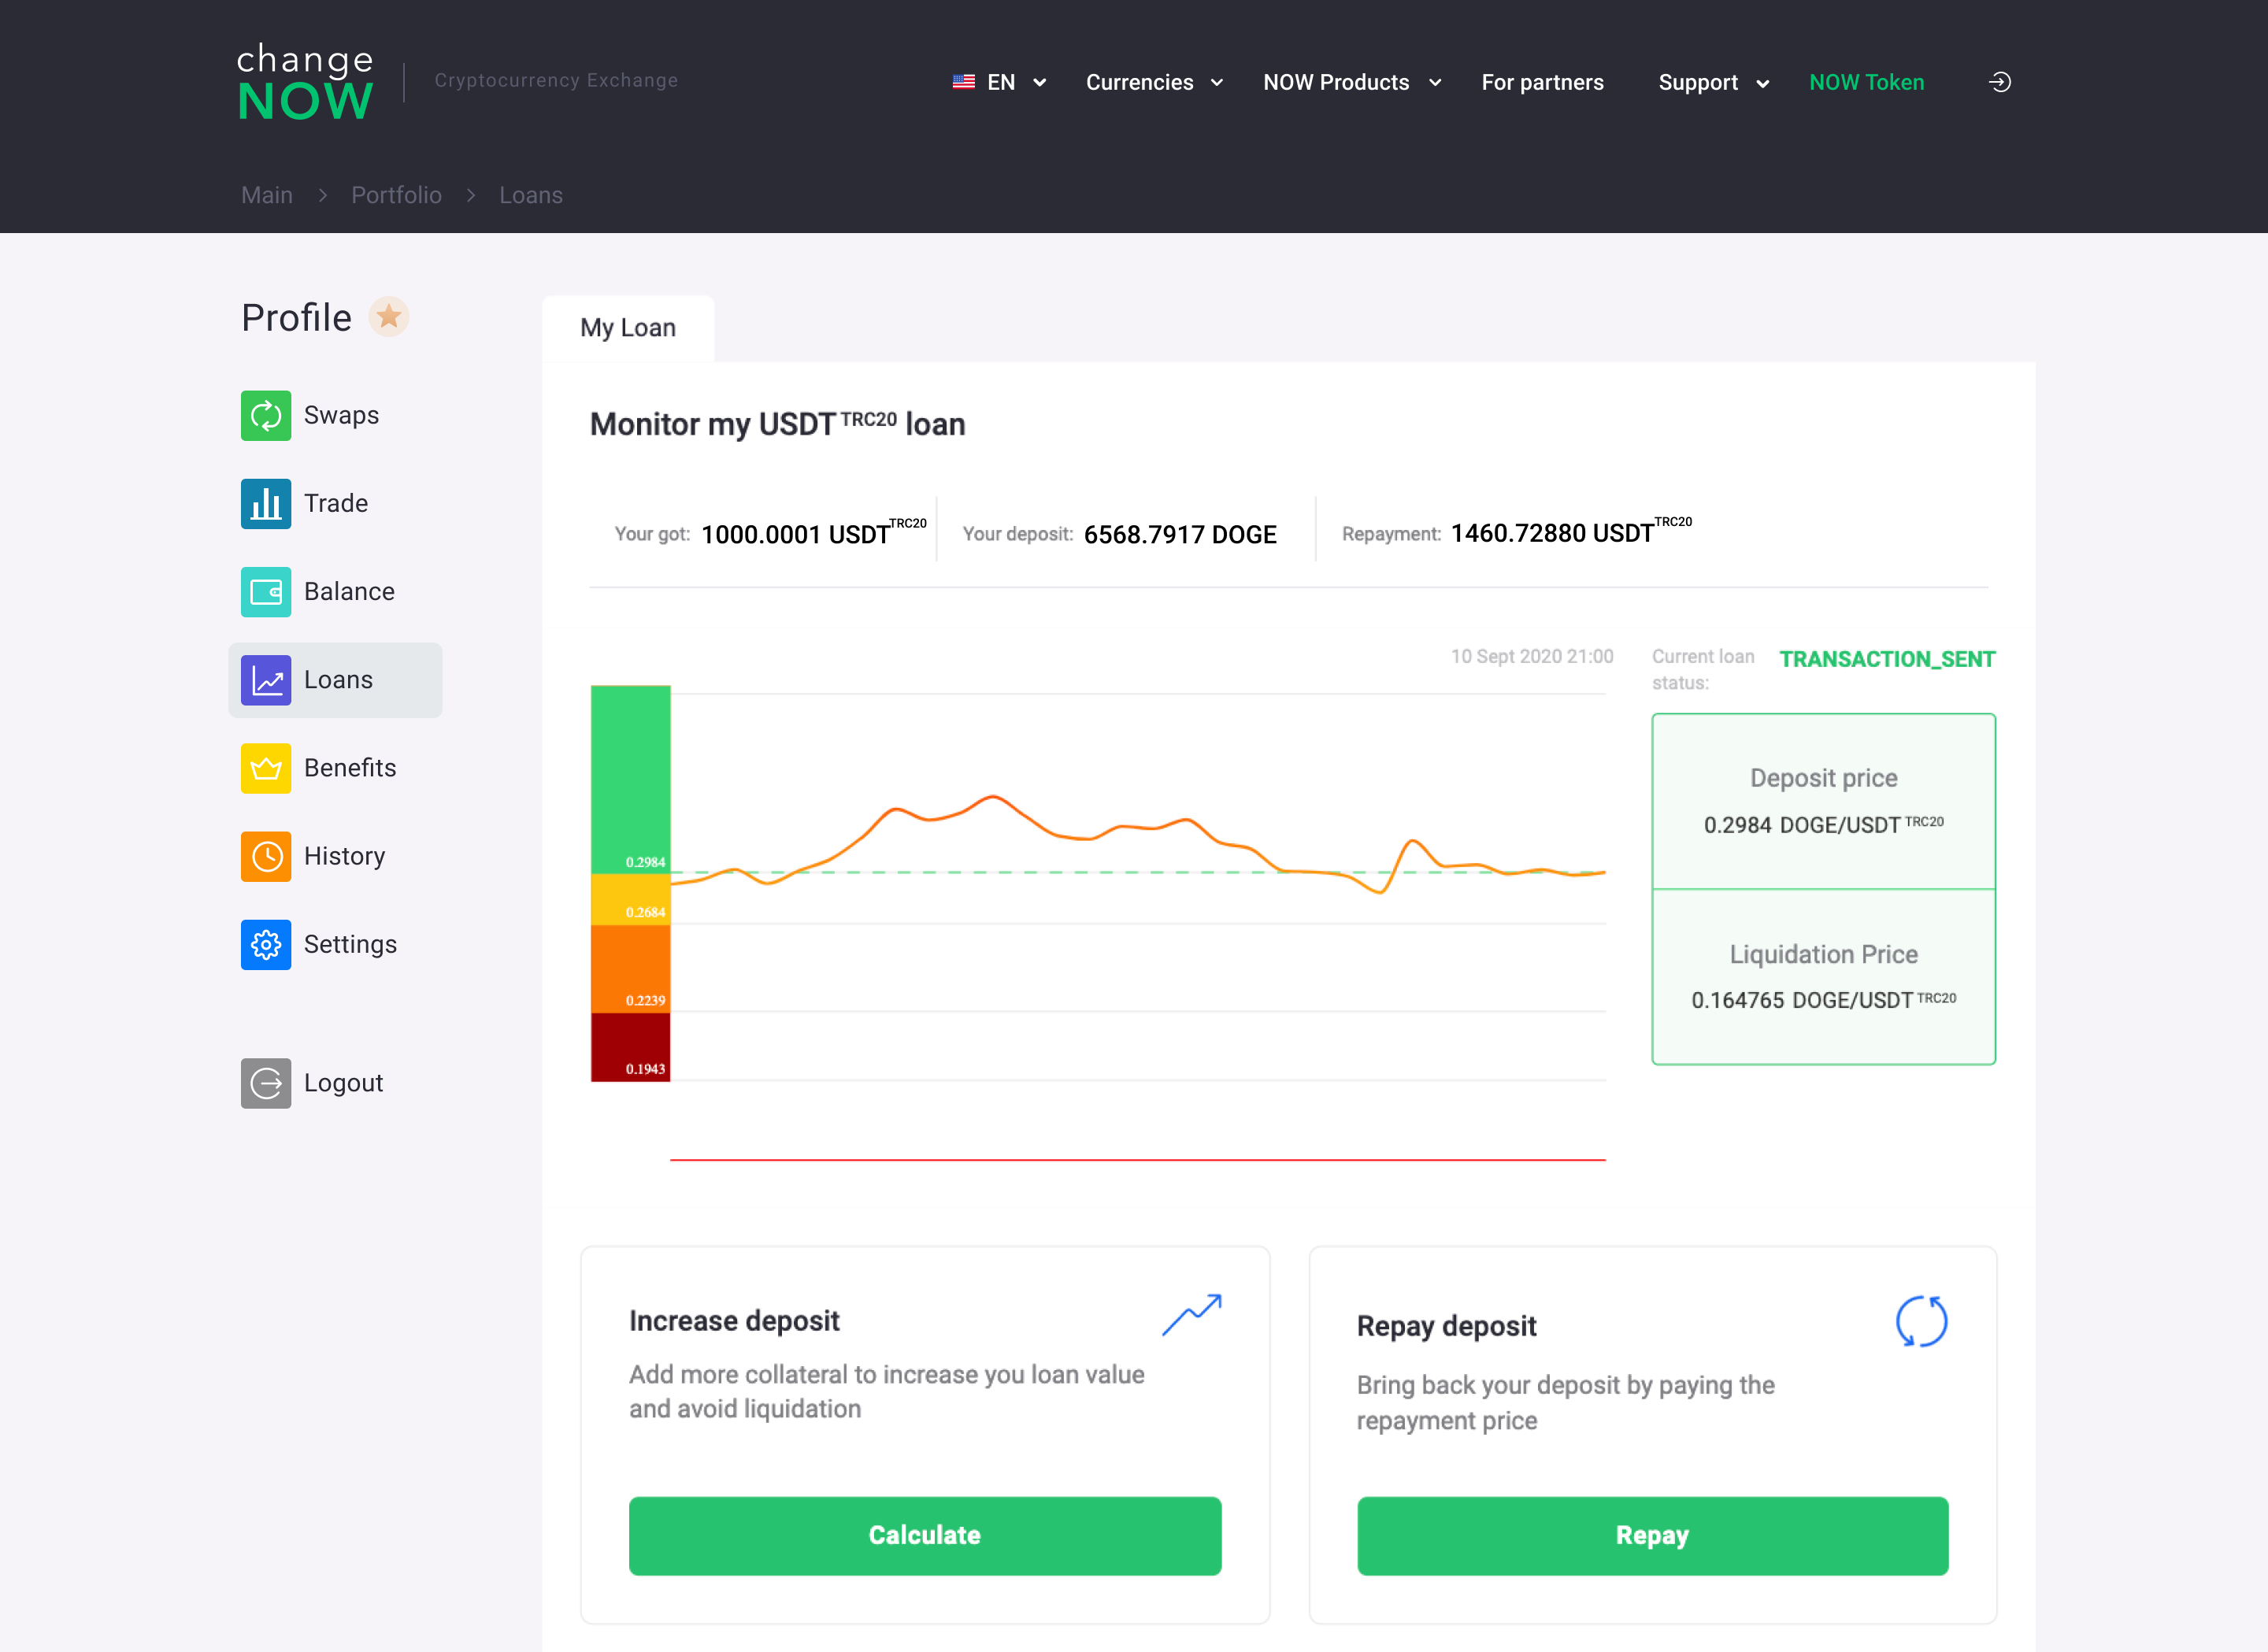 change
NOW
Cryptocurrency Exchange
EN
Currencies
NOW Products
For partners
Support
NOW Token
Main > Portfolio > Loans
Profile
Swaps
Trade
Balance
Loans
Benefits
History
Settings
Logout
My Loan
Monitor my USDT TRC20 loan
Your got: 1000.0001 USDT TRC20
Your deposit: 6568.7917 DOGE
Repayment: 1460.72880 USDT TRC20
10 Sept 2020 21:00
Current loan
status:
TRANSACTION_SENT
0.2984
0.2684
0.2239
0.1943
Deposit price
0.2984 DOGE/USDT TRC20
Liquidation Price
0.164765 DOGE/USDT TRC20
Increase deposit
Add more collateral to increase you loan value
and avoid liquidation
Calculate
Repay deposit
Bring back your deposit by paying the
repayment price
Repay